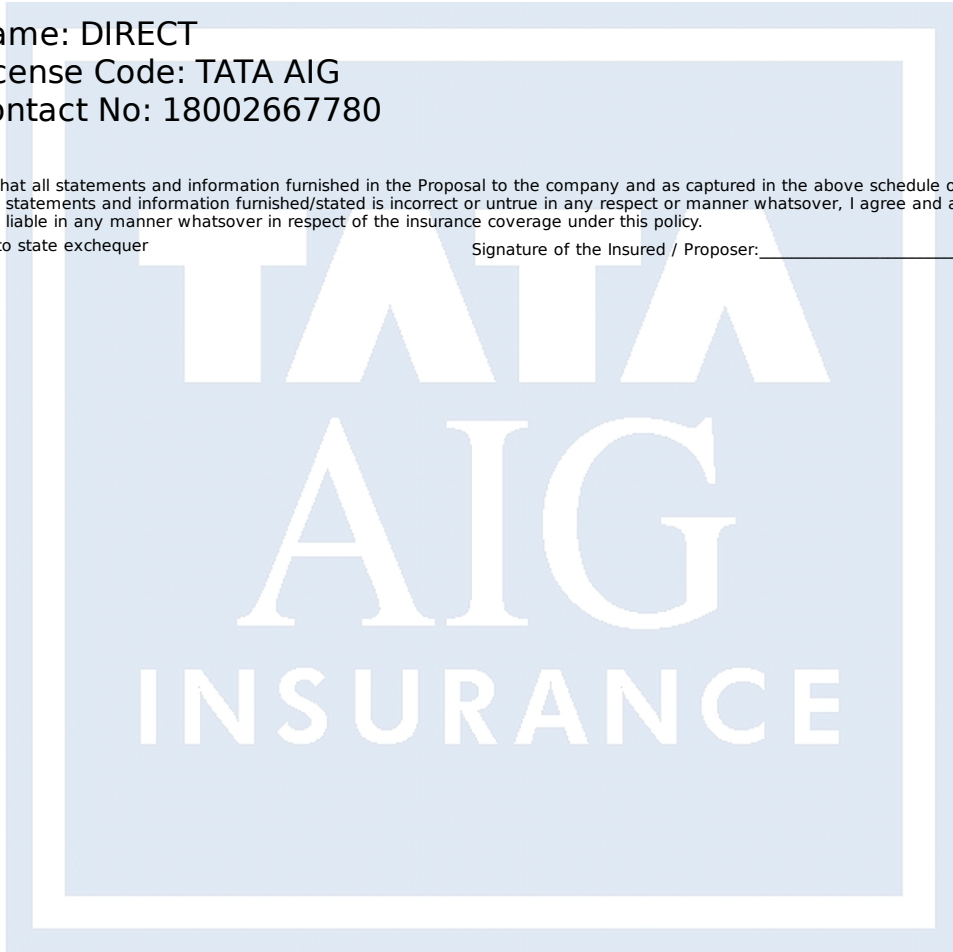 ame: DIRECT
cense Code: TATA AIG
ontact No: 18002667780
hat all statements and information furnished in the Proposal to the company and as captured in the above schedule
statements and information furnished/stated is incorrect or untrue in any respect or manner whatsover, I agree and
liable in any manner whatsover in respect of the insurance coverage under this policy.
to state exchequer
Signature of the Insured / Proposer:
TATA
AIG
INSURANCE